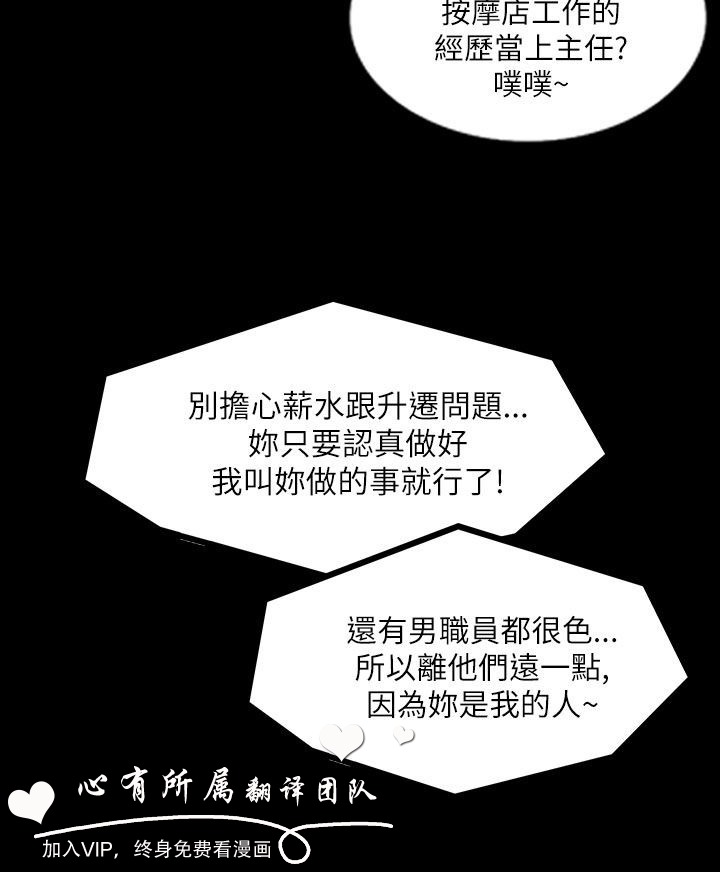 按摩店工作的
經歷當上主任?
噗噗~
別擔心薪水跟升遷問題...
妳只要認真做好
我叫妳做的事就行了!
還有男職員都很色...
所以離他們遠一點,
因為妳是我的人~
心有所属翻译团队
加入VIP，终身免费看漫画